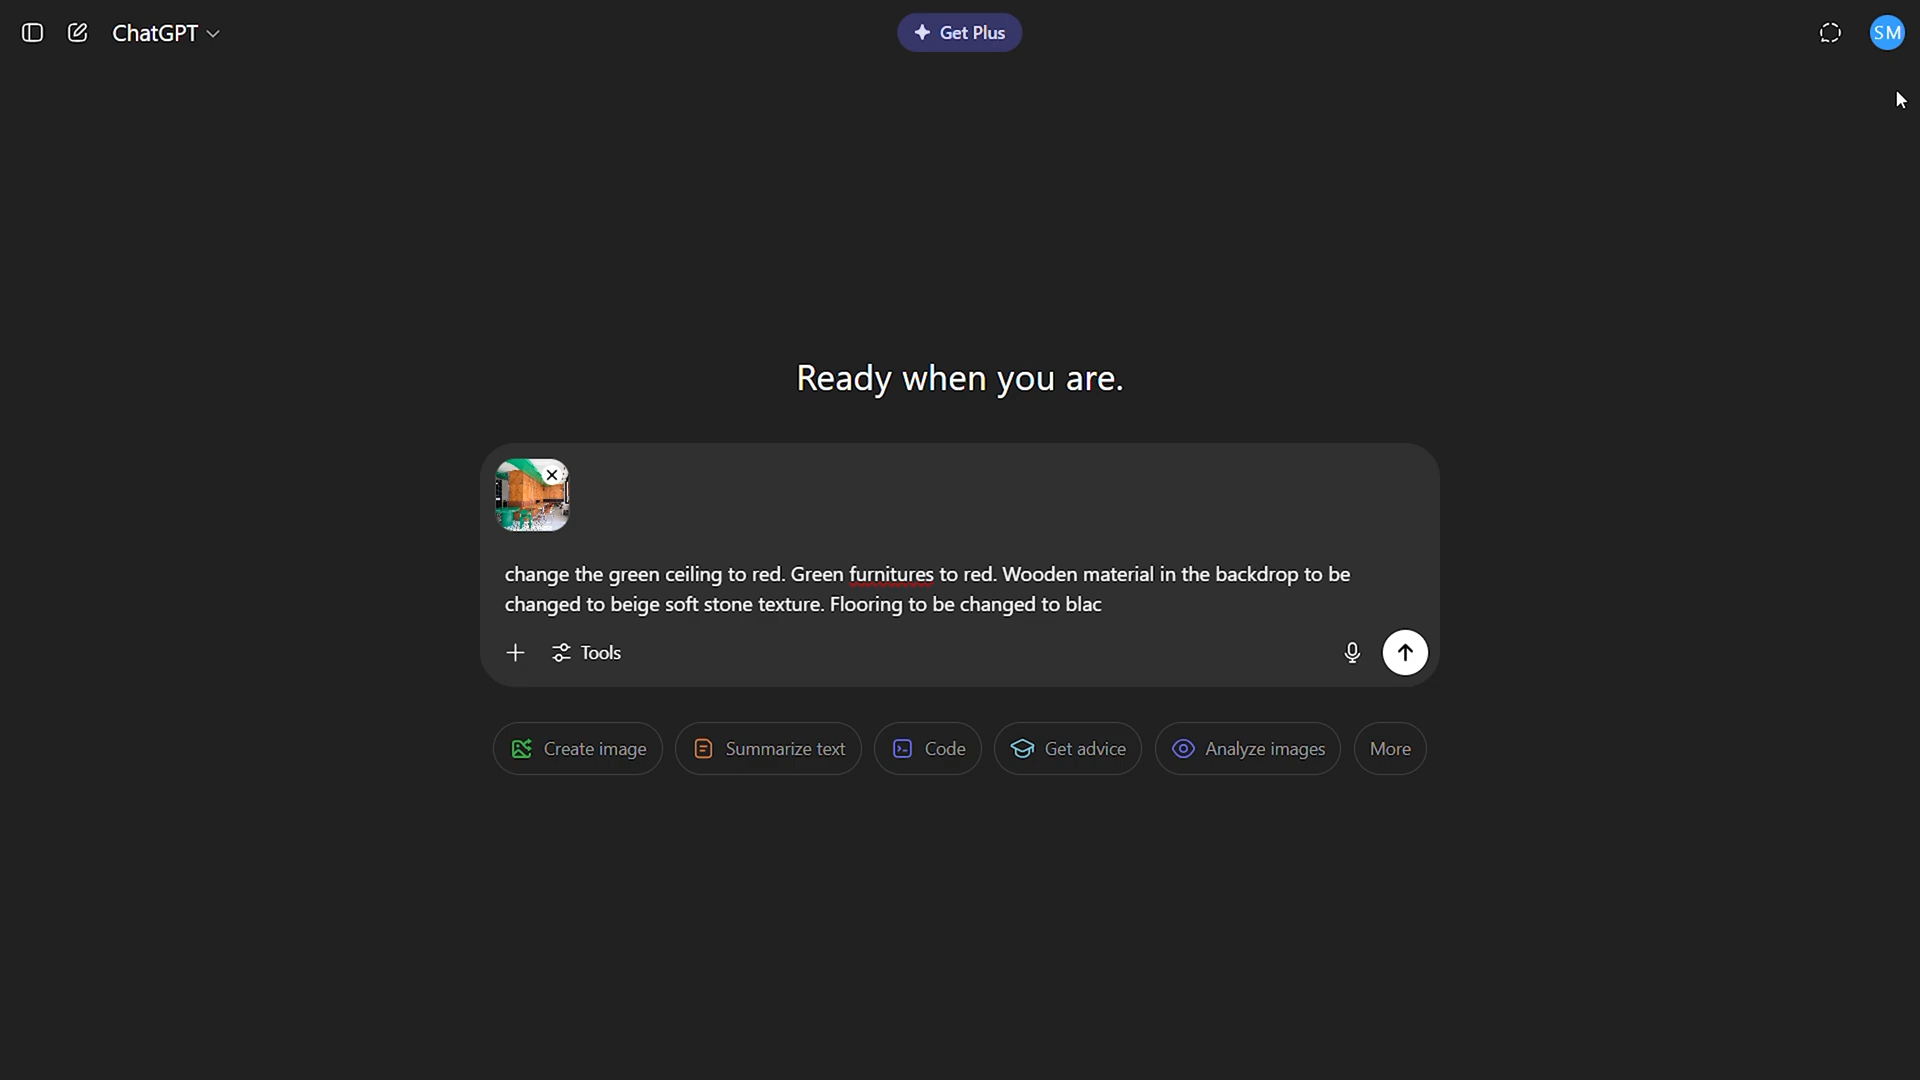 ChatGPT
Get Plus
SM
Ready when you are.
change the green ceiling to red. Green furnitures to red. Wooden material in the backdrop to be
changed to beige soft stone texture. Flooring to be changed to blac
Tools
Create image
Summarize text
Code
Get advice
Analyze images
More